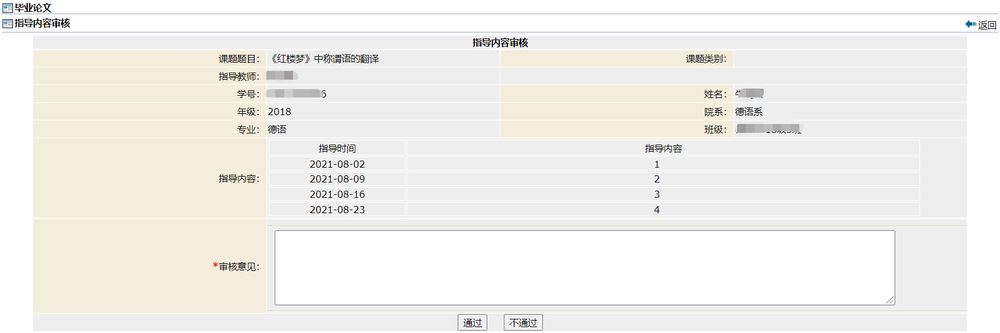 毕业论文
指导内容审核
返回
指导内容审核
课题题目： 《红楼梦》中称谓语的翻译 课题类别：
指导教师：
学号： 6 姓名：
年级： 2018 院系： 德语系
专业： 德语 班级：
指导时间 指导内容
2021-08-02 1
指导内容： 2021-08-09 2
2021-08-16 3
2021-08-23 4
*审核意见：
通过 不通过